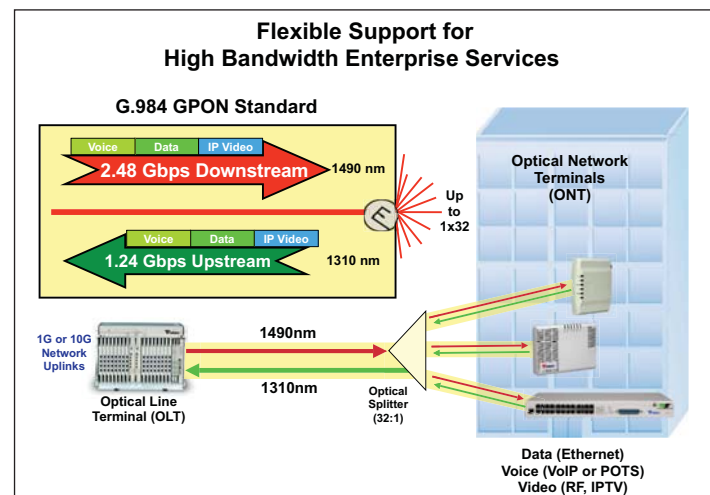 Flexible Support for
High Bandwidth Enterprise Services
G.984 GPON Standard
Voice Data IP Video
2.48 Gbps Downstream
1490 nm
E
Up
to
1x32
Voice Data IP Video
1.24 Gbps Upstream
1310 nm
Optical Network
Terminals
(ONT)
1G or 10G
Network
Uplinks
1490nm
1310nm
Optical Line
Terminal (OLT)
Optical
Splitter
(32:1)
Data (Ethernet)
Voice (VoIP or POTS)
Video (RF, IPTV)